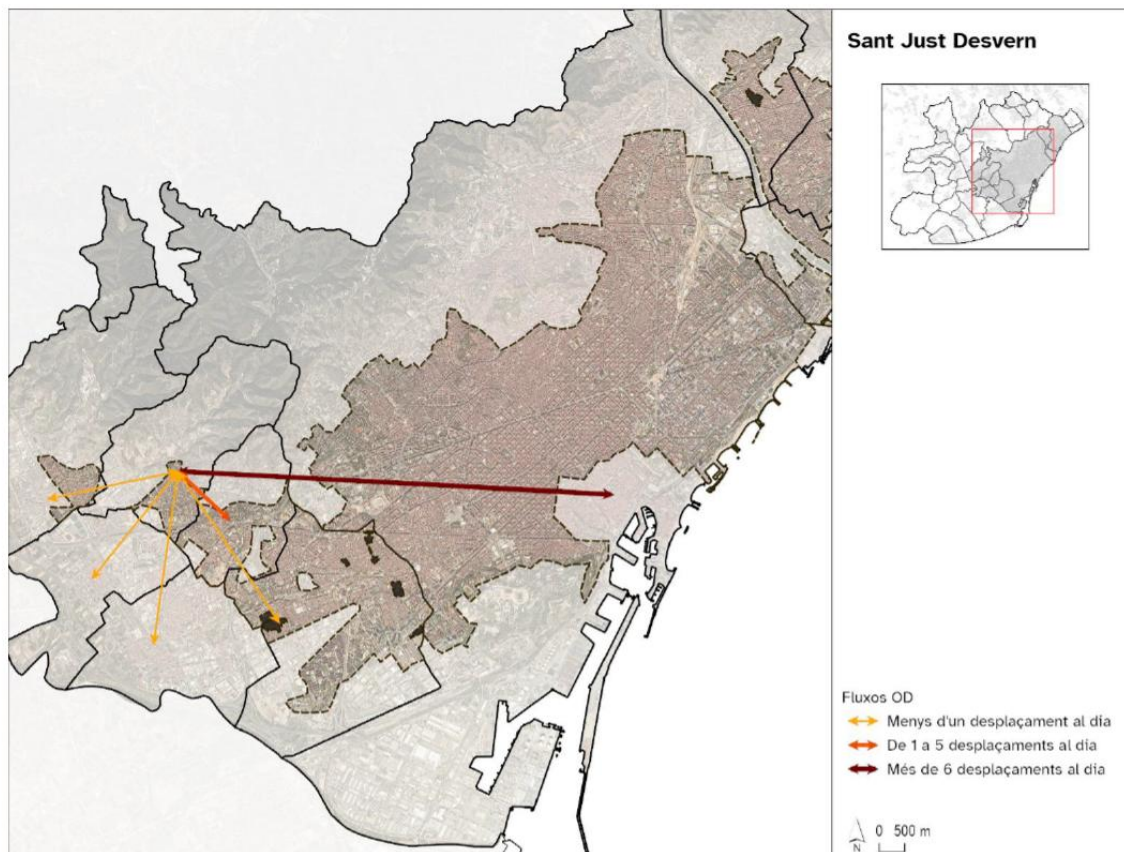 Sant Just Desvern
Fluxos OD
Menys d'un desplaçament al dia
De 1 a 5 desplaçaments al dia
Més de 6 desplaçaments al dia
N
0 500 m